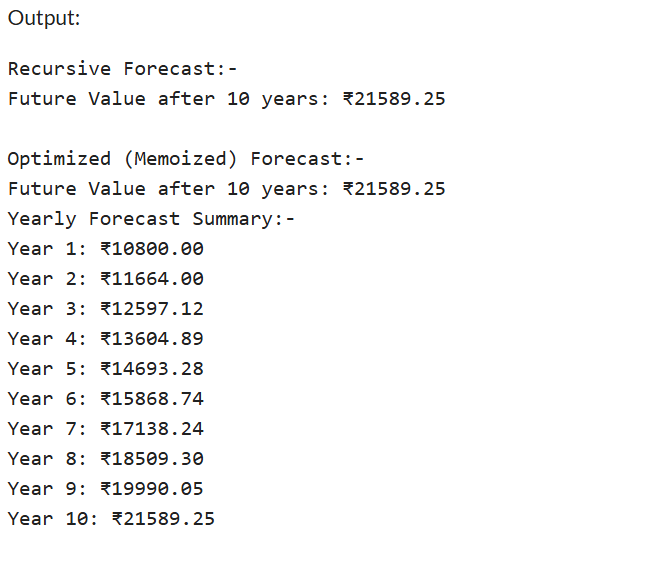 Output:
Recursive Forecast:-
Future Value after 10 years: ₹21589.25
Optimized (Memoized) Forecast:-
Future Value after 10 years: ₹21589.25
Yearly Forecast Summary:-
Year 1: ₹10800.00
Year 2: ₹11664.00
Year 3: ₹12597.12
Year 4: ₹13604.89
Year 5: ₹14693.28
Year 6: ₹15868.74
Year 7: ₹17138.24
Year 8: ₹18509.30
Year 9: ₹19990.05
Year 10: ₹21589.25